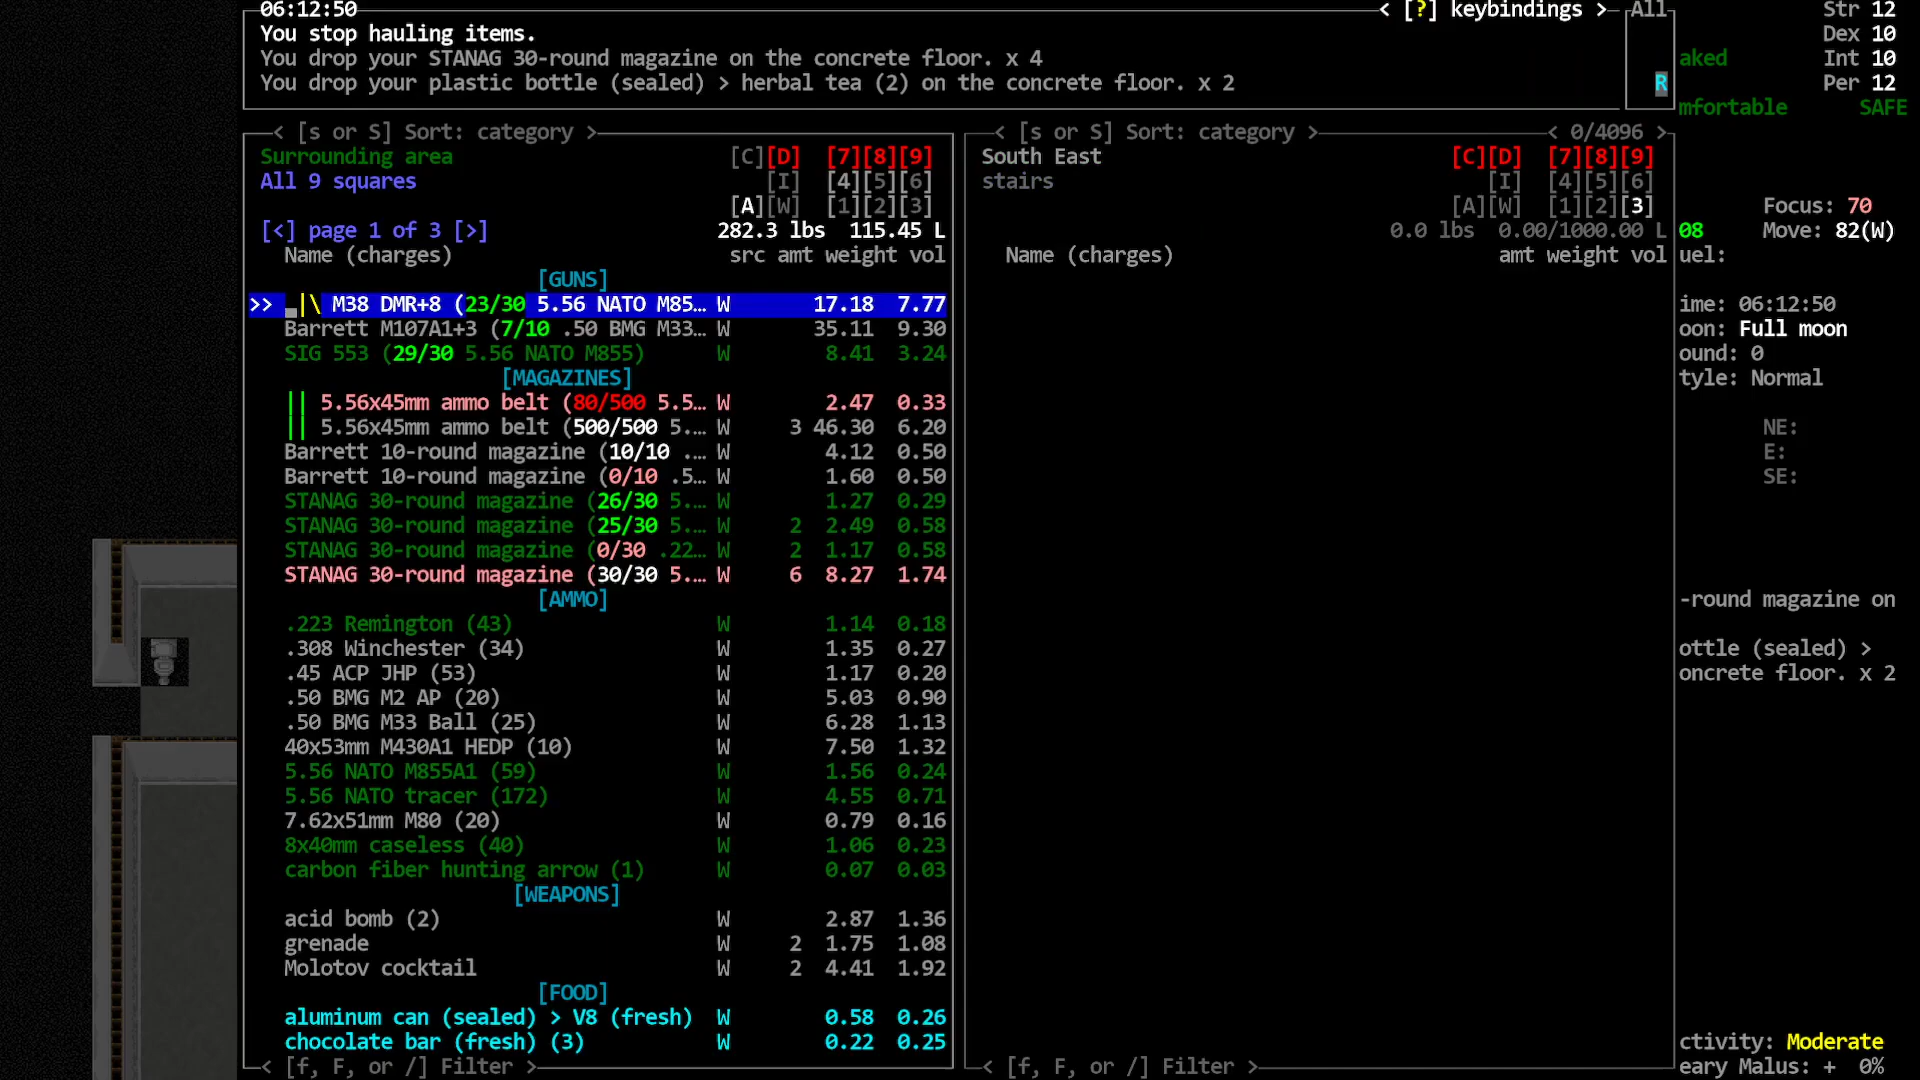 06:12:50
< [?] keybindings >
You stop hauling items.
You drop your STANAG 30-round magazine on the concrete floor. x 4
You drop your plastic bottle (sealed) > herbal tea (2) on the concrete floor. x 2
All
R
Str 12
Dex 10
aked Int 10
Per 12
mfortable SAFE
< [s or S] Sort: category >
Surrounding area [C][D] [7][8][9]
All 9 squares [I] [4][5][6]
[A][W] [1][2][3]
[<] page 1 of 3 [>] 282.3 lbs 115.45 L
Name (charges) src amt weight vol
[GUNS]
>> _|\ M38 DMR+8 (23/30 5.56 NATO M85… W 17.18 7.77
Barrett M107A1+3 (7/10 .50 BMG M33… W 35.11 9.30
SIG 553 (29/30 5.56 NATO M855) W 8.41 3.24
[MAGAZINES]
|| 5.56x45mm ammo belt (80/500 5.5… W 2.47 0.33
|| 5.56x45mm ammo belt (500/500 5.… W 3 46.30 6.20
Barrett 10-round magazine (10/10 .… W 4.12 0.50
Barrett 10-round magazine (0/10 .5… W 1.60 0.50
STANAG 30-round magazine (26/30 5.… W 1.27 0.29
STANAG 30-round magazine (25/30 5.… W 2 2.49 0.58
STANAG 30-round magazine (0/30 .22… W 2 1.17 0.58
STANAG 30-round magazine (30/30 5.… W 6 8.27 1.74
[AMMO]
.223 Remington (43) W 1.14 0.18
.308 Winchester (34) W 1.35 0.27
.45 ACP JHP (53) W 1.17 0.20
.50 BMG M2 AP (20) W 5.03 0.90
.50 BMG M33 Ball (25) W 6.28 1.13
40x53mm M430A1 HEDP (10) W 7.50 1.32
5.56 NATO M855A1 (59) W 1.56 0.24
5.56 NATO tracer (172) W 4.55 0.71
7.62x51mm M80 (20) W 0.79 0.16
8x40mm caseless (40) W 1.06 0.23
carbon fiber hunting arrow (1) W 0.07 0.03
[WEAPONS]
acid bomb (2) W 2.87 1.36
grenade W 2 1.75 1.08
Molotov cocktail W 2 4.41 1.92
[FOOD]
aluminum can (sealed) > V8 (fresh) W 0.58 0.26
chocolate bar (fresh) (3) W 0.22 0.25
< [f, F, or /] Filter >
< [s or S] Sort: category > < 0/4096 >
South East [C][D] [7][8][9]
stairs [I] [4][5][6]
[A][W] [1][2][3]
0.0 lbs 0.00/1000.00 L
Name (charges) amt weight vol
< [f, F, or /] Filter >
Focus: 70
08 Move: 82(W)
uel:
ime: 06:12:50
oon: Full moon
ound: 0
tyle: Normal
NE:
E:
SE:
-round magazine on
ottle (sealed) >
oncrete floor. x 2
ctivity: Moderate
eary Malus: + 0%